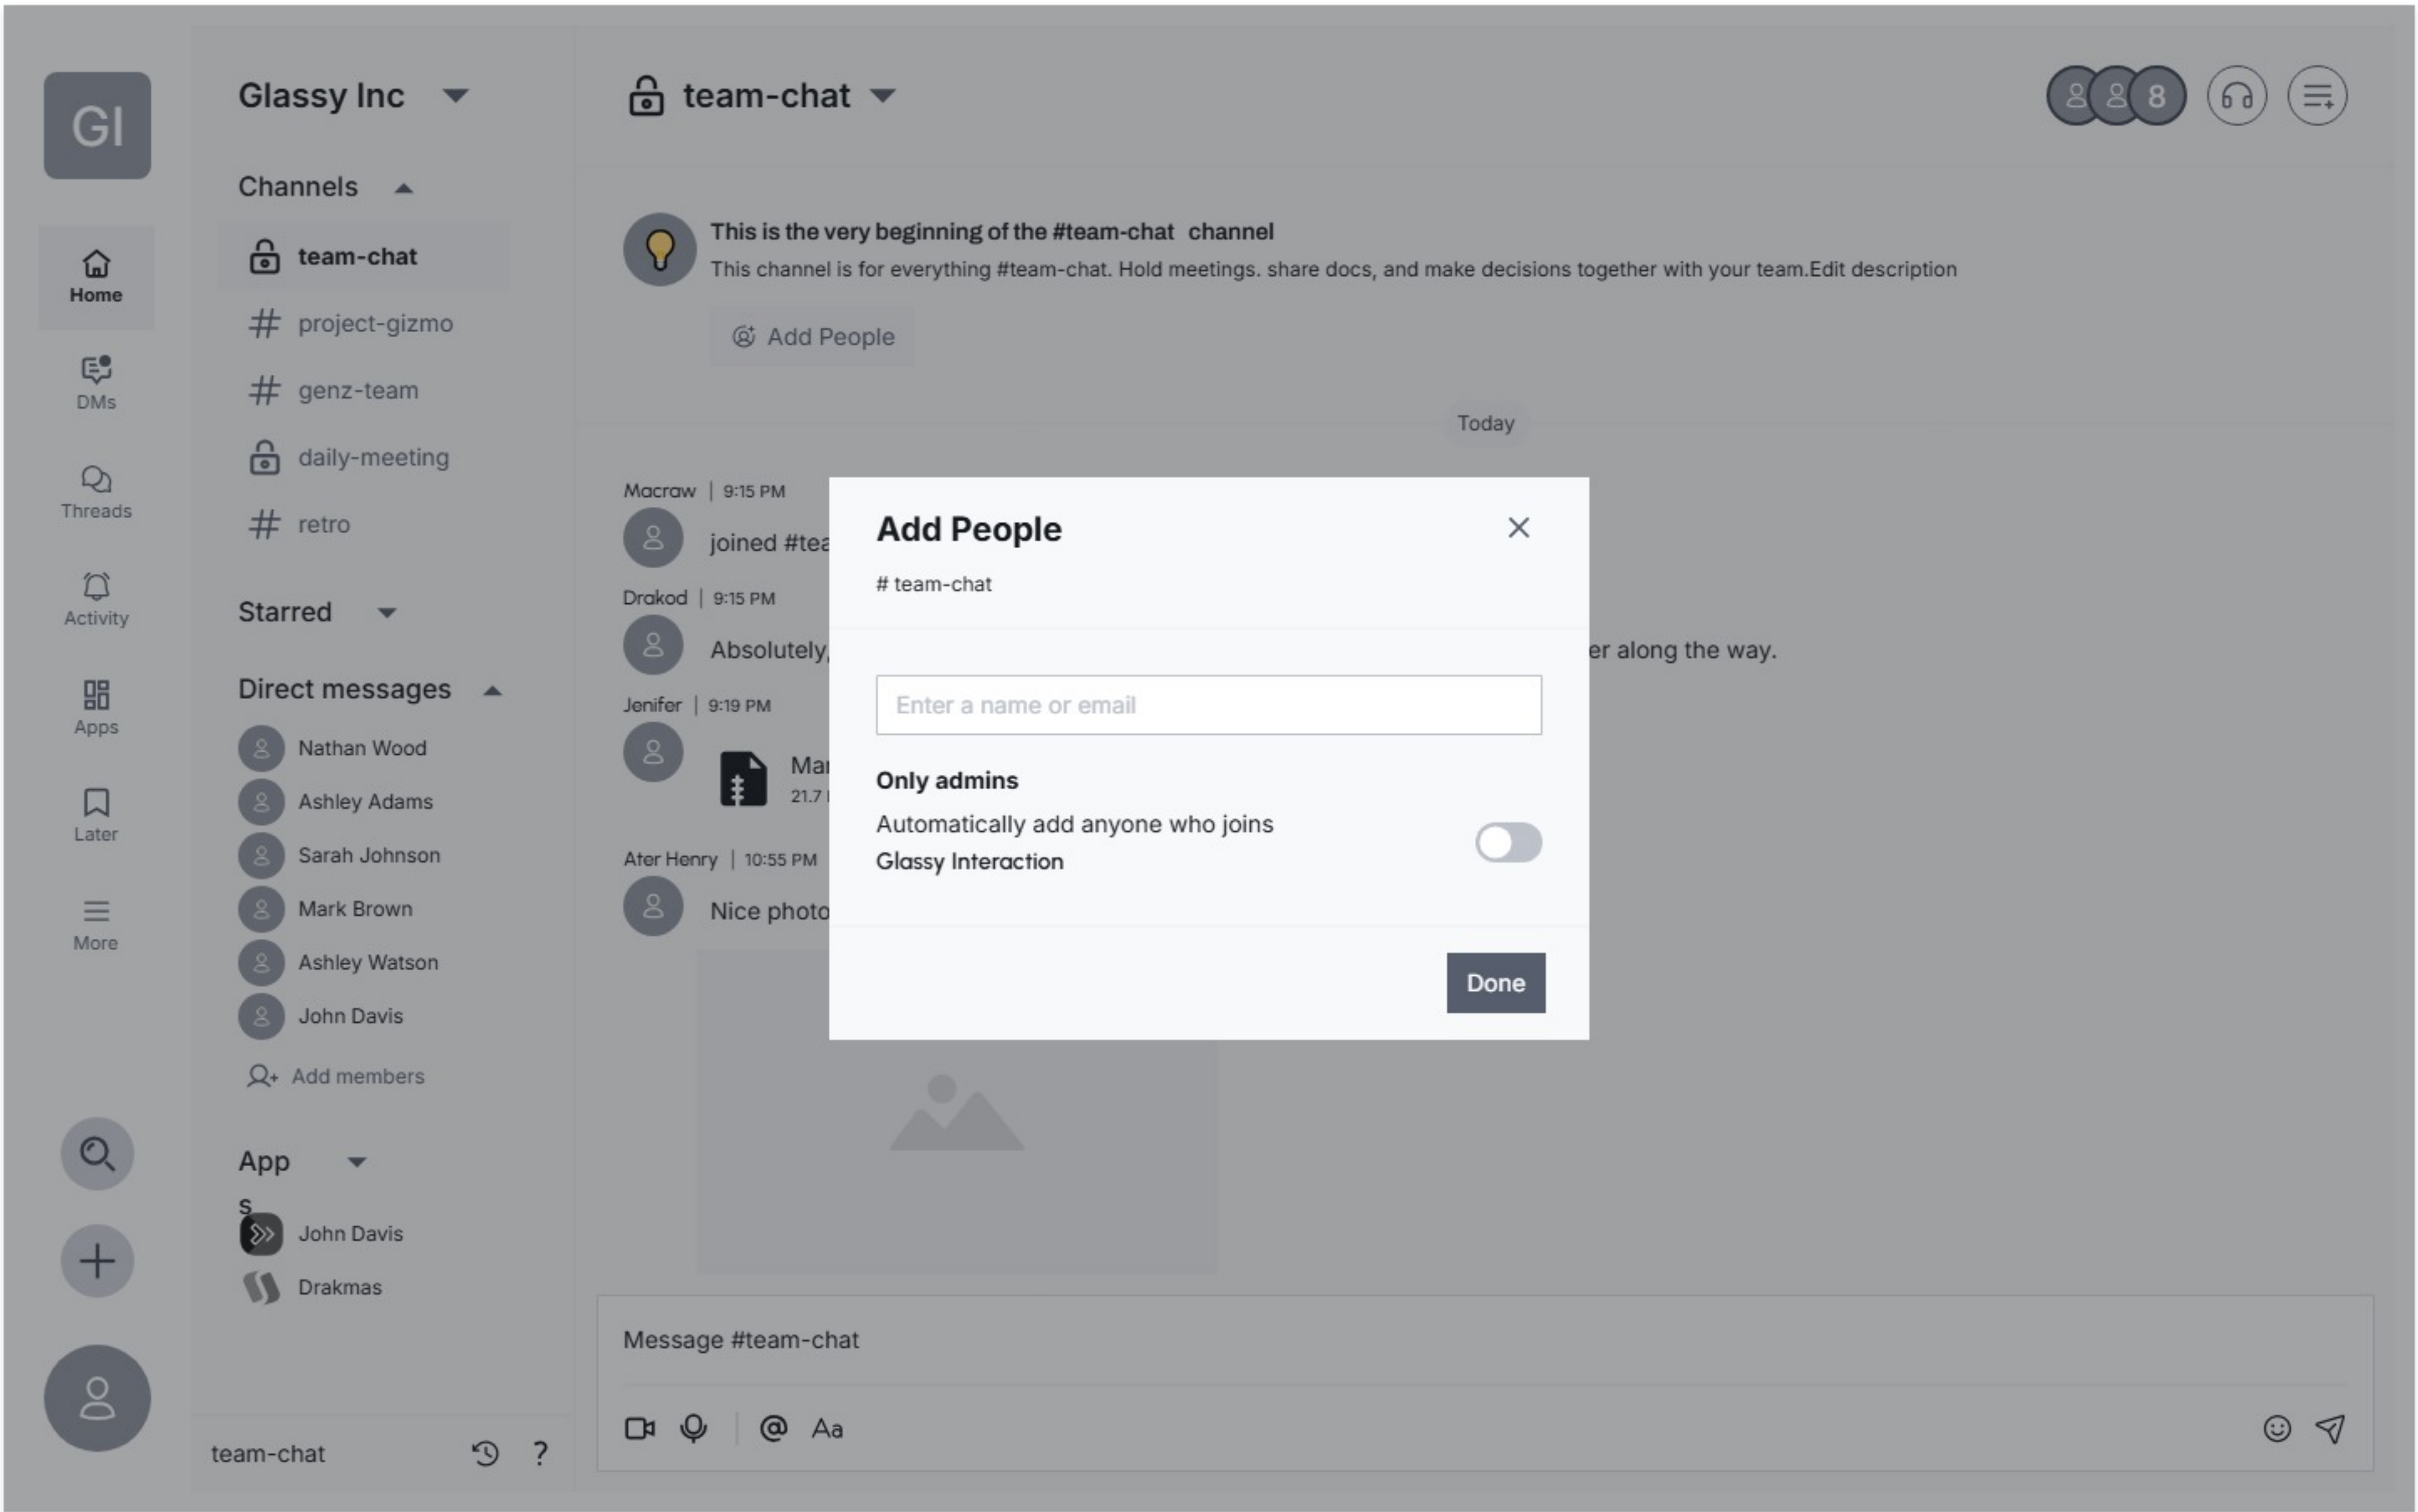 GI
Home
DMs
Threads
Activity
Apps
Later
More
Glassy Inc
Channels
team-chat
# project-gizmo
# genz-team
daily-meeting
# retro
Starred
Direct messages
Nathan Wood
Ashley Adams
Sarah Johnson
Mark Brown
Ashley Watson
John Davis
Add members
App
s
John Davis
Drakmas
team-chat
?
team-chat
8
This is the very beginning of the #team-chat channel
This channel is for everything #team-chat. Hold meetings. share docs, and make decisions together with your team.Edit description
Add People
Today
Macraw | 9:15 PM
joined #tea
Drakod | 9:15 PM
Absolutely, er along the way.
Jenifer | 9:19 PM
Mar
21.7
Ater Henry | 10:55 PM
Nice photo
Add People
# team-chat
Enter a name or email
Only admins
Automatically add anyone who joins
Glassy Interaction
Done
Message #team-chat
@ Aa